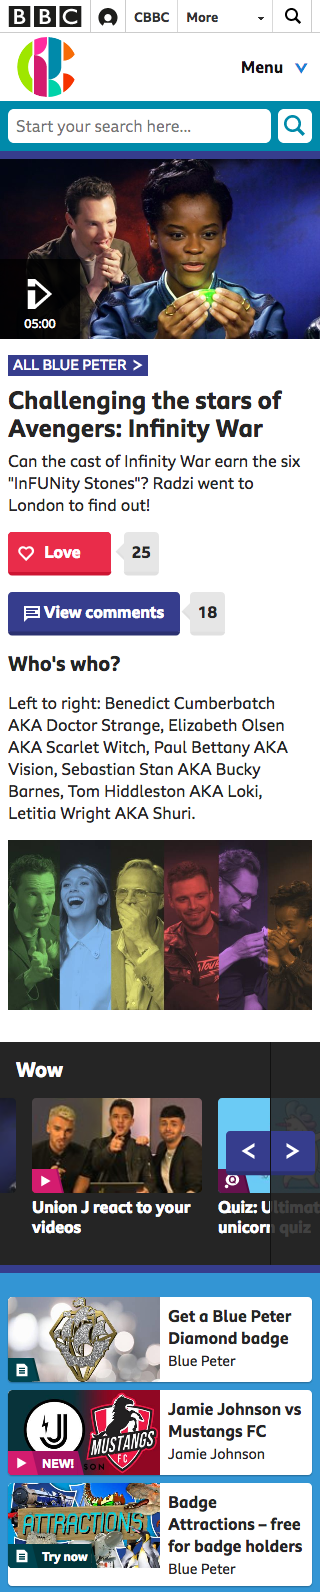 BBC CBBC More
Menu
Start your search here...
05:00
ALL BLUE PETER >
Challenging the stars of
Avengers: Infinity War
Can the cast of Infinity War earn the six
"InFUNity Stones"? Radzi went to
London to find out!
Love 25
View comments 18
Who's who?
Left to right: Benedict Cumberbatch
AKA Doctor Strange, Elizabeth Olsen
AKA Scarlet Witch, Paul Bettany AKA
Vision, Sebastian Stan AKA Bucky
Barnes, Tom Hiddleston AKA Loki,
Letitia Wright AKA Shuri.
Wow
Union J react to your
videos
Quiz: Ultimat
unicorn quiz
Get a Blue Peter
Diamond badge
Blue Peter
J
MUSTANGS
FC
SON
NEW!
Jamie Johnson vs
Mustangs FC
Jamie Johnson
ATTRACTIONS
Try now
Badge
Attractions – free
for badge holders
Blue Peter